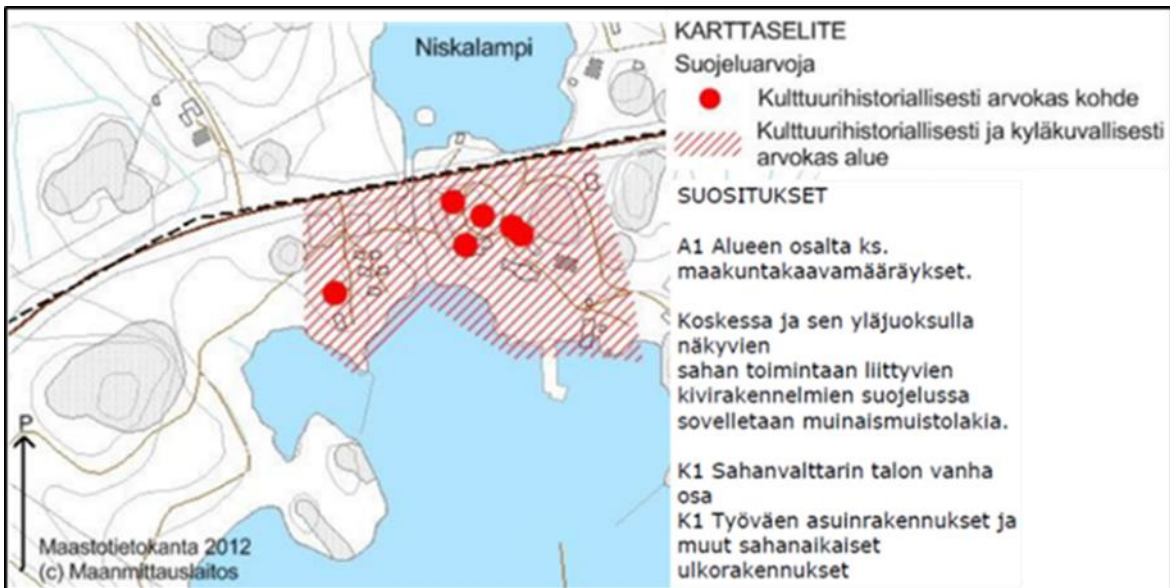 Niskalampi
P
Maastotietokanta 2012
(c) Maanmittauslaitos
KARTTASELITE
Suojeluarvoja
Kulttuurihistoriallisesti arvokas kohde
Kulttuurihistoriallisesti ja kyläkuvallisesti
arvokas alue
SUOSITUKSET
A1 Alueen osalta ks.
maakuntakaavamääräykset.
Koskessa ja sen yläjuoksulla
näkyvien
sahan toimintaan liittyvien
kivirakennelmien suojelussa
sovelletaan muinaismuistolakia.
K1 Sahanvalttarin talon vanha
osa
K1 Työväen asuinrakennukset ja
muut sahanaikaiset
ulkorakennukset